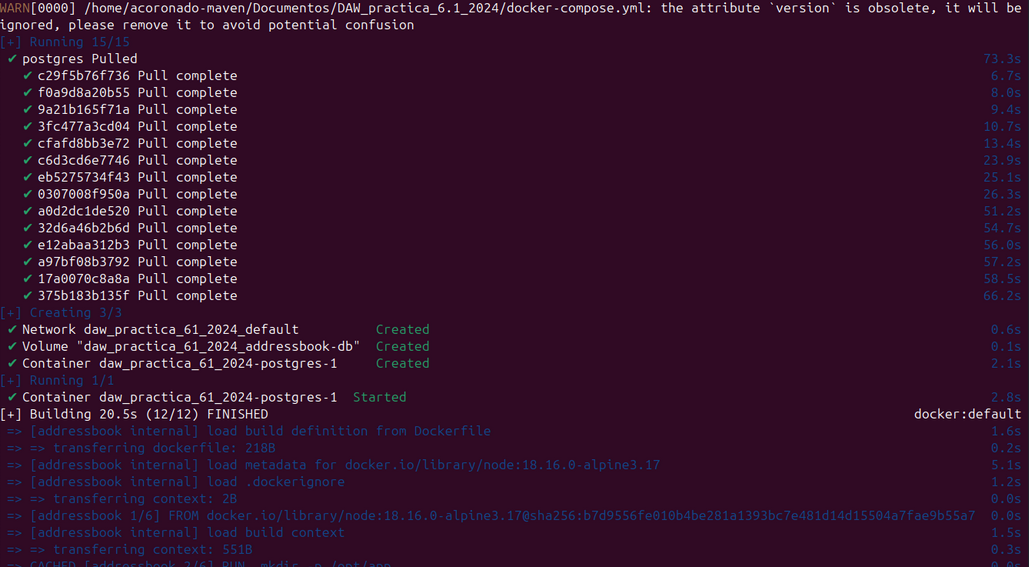 WARN[0000] /home/acoronado-maven/Documentos/DAW_practica_6.1_2024/docker-compose.yml: the attribute `version` is obsolete, it will be
ignored, please remove it to avoid potential confusion
[+] Running 15/15
✔ postgres Pulled 73.3s
✔ c29f5b76f736 Pull complete 6.7s
✔ f0a9d8a20b55 Pull complete 8.0s
✔ 9a21b165f71a Pull complete 9.4s
✔ 3fc477a3cd04 Pull complete 10.7s
✔ cfafd8bb3e72 Pull complete 13.4s
✔ c6d3cd6e7746 Pull complete 23.9s
✔ eb5275734f43 Pull complete 25.1s
✔ 0307008f950a Pull complete 26.3s
✔ a0d2dc1de520 Pull complete 51.2s
✔ 32d6a46b2b6d Pull complete 54.7s
✔ e12abaa312b3 Pull complete 56.0s
✔ a97bf08b3792 Pull complete 57.2s
✔ 17a0070c8a8a Pull complete 58.5s
✔ 375b183b135f Pull complete 66.2s
[+] Creating 3/3
✔ Network daw_practica_61_2024_default Created 0.6s
✔ Volume "daw_practica_61_2024_addressbook-db" Created 0.1s
✔ Container daw_practica_61_2024-postgres-1 Created 2.1s
[+] Running 1/1
✔ Container daw_practica_61_2024-postgres-1 Started 2.8s
[+] Building 20.5s (12/12) FINISHED docker:default
=> [addressbook internal] load build definition from Dockerfile 1.6s
=> => transferring dockerfile: 218B 0.2s
=> [addressbook internal] load metadata for docker.io/library/node:18.16.0-alpine3.17 5.1s
=> [addressbook internal] load .dockerignore 1.2s
=> => transferring context: 2B 0.0s
=> [addressbook 1/6] FROM docker.io/library/node:18.16.0-alpine3.17@sha256:b7d9556fe010b4be281a1393bc7e481d14d15504a7fae9b55a7 0.0s
=> [addressbook internal] load build context 1.5s
=> => transferring context: 551B 0.3s
=> CACHED [addressbook 2/6] RUN mkdir -p /opt/app 0.0s